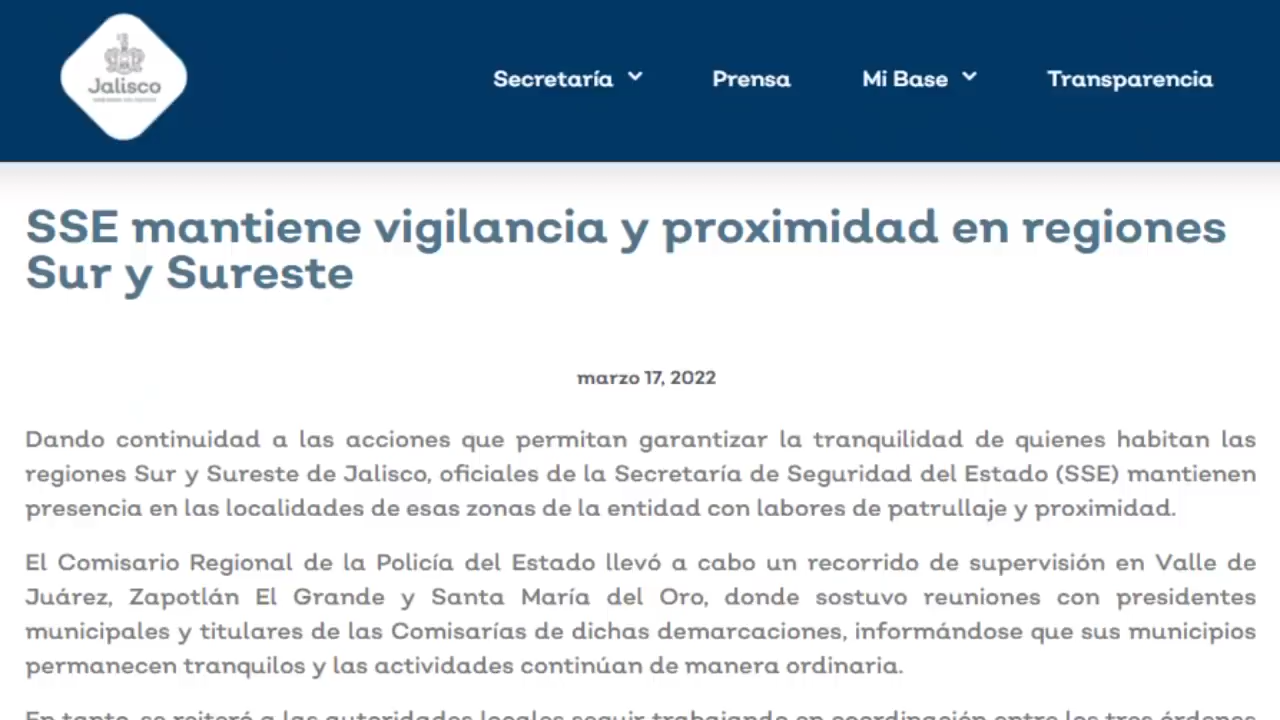 Jalisco
Secretaría
Prensa
Mi Base
Transparencia
SSE mantiene vigilancia y proximidad en regiones
Sur y Sureste
marzo 17, 2022
Dando continuidad a las acciones que permitan garantizar la tranquilidad de quienes habitan las
regiones Sur y Sureste de Jalisco, oficiales de la Secretaría de Seguridad del Estado (SSE) mantienen
presencia en las localidades de esas zonas de la entidad con labores de patrullaje y proximidad.
El Comisario Regional de la Policía del Estado llevó a cabo un recorrido de supervisión en Valle de
Juárez, Zapotlán El Grande y Santa María del Oro, donde sostuvo reuniones con presidentes
municipales y titulares de las Comisarías de dichas demarcaciones, informándose que sus municipios
permanecen tranquilos y las actividades continúan de manera ordinaria.
En tanto, se reiteró a las autoridades locales seguir trabajando en coordinación entre los tres órdenes